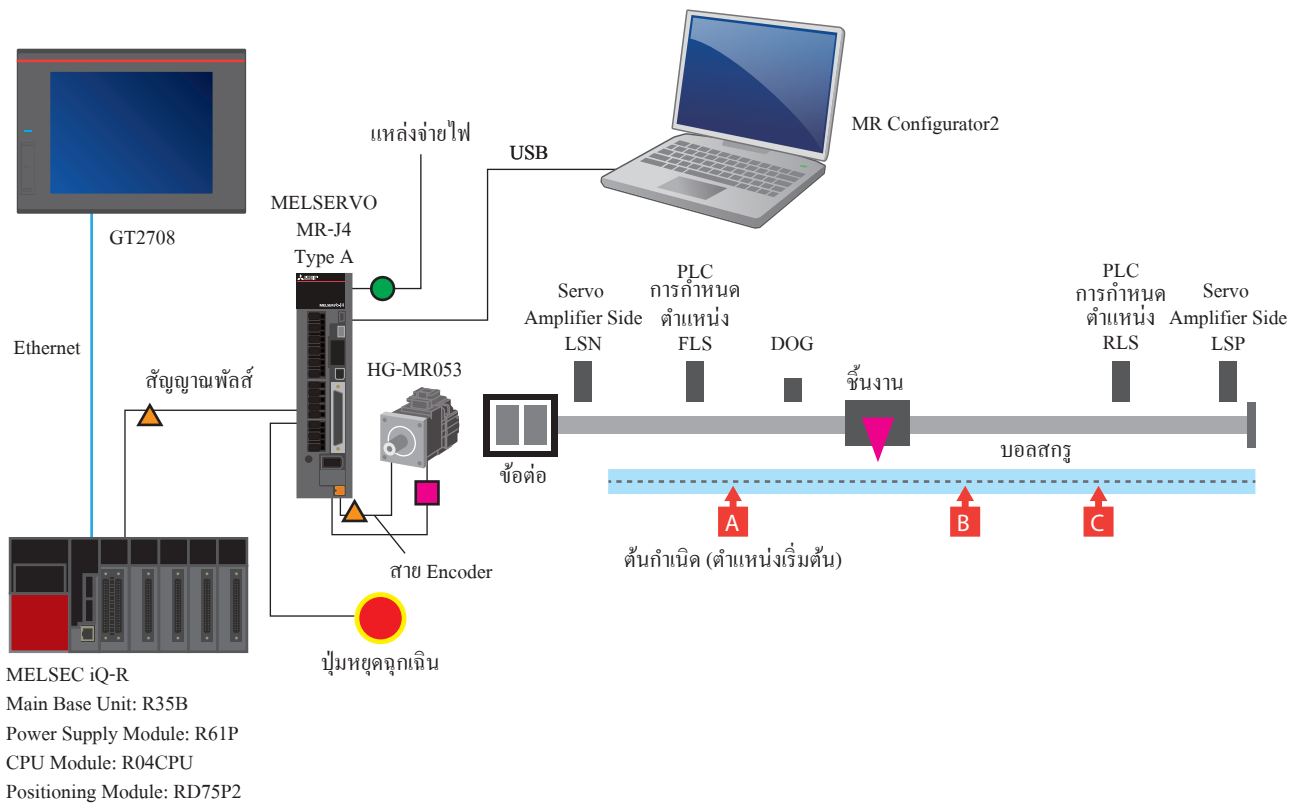 แหล่งจ่ายไฟ
USB
MR Configurator2
MELSERVO
MR-J4
Type A
GT2708
Ethernet
สัญญาณพัลส์
HG-MR053
Servo
Amplifier Side
LSN
PLC
การกำหนด
ตำแหน่ง
FLS
DOG
ชิ้นงาน
PLC
การกำหนด
ตำแหน่ง
RLS
Servo
Amplifier Side
LSP
ข้อต่อ
บอลสกรู
A
B
C
ต้นกำเนิด (ตำแหน่งเริ่มต้น)
สาย Encoder
ปุ่มหยุดฉุกเฉิน
MELSEC iQ-R
Main Base Unit: R35B
Power Supply Module: R61P
CPU Module: R04CPU
Positioning Module: RD75P2